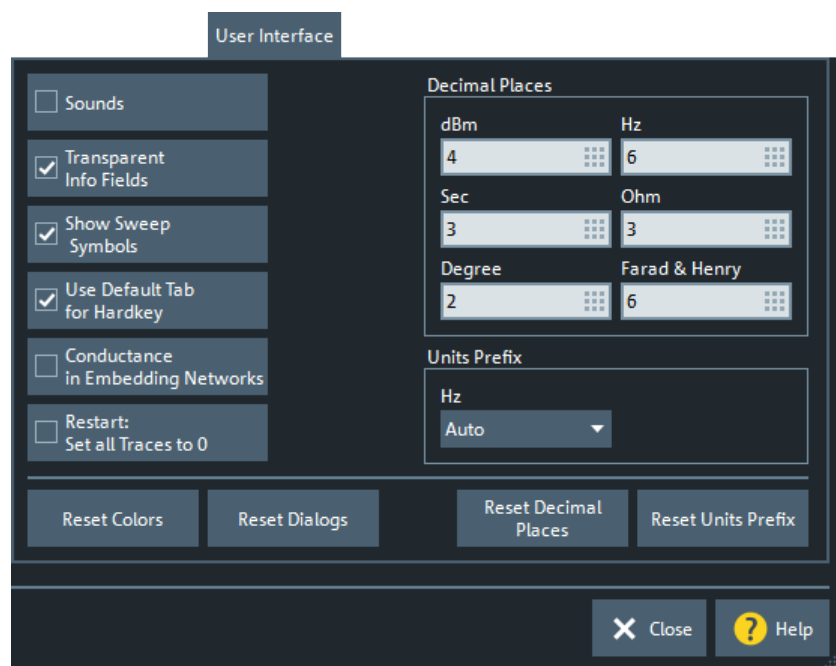 User Interface
Sounds
Transparent
Info Fields
Show Sweep
Symbols
Use Default Tab
for Hardkey
Conductance
in Embedding Networks
Restart:
Set all Traces to 0
Decimal Places
dBm
Hz
4
6
Sec
Ohm
3
3
Degree
Farad & Henry
2
6
Units Prefix
Hz
Auto
Reset Colors
Reset Dialogs
Reset Decimal
Places
Reset Units Prefix
Close
? Help